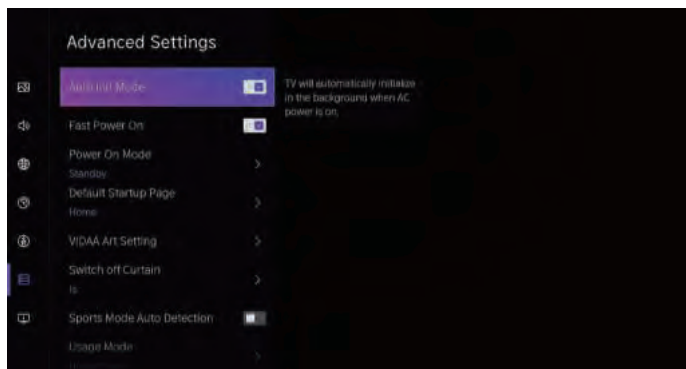 Advanced Settings
Auto Init Mode
TV will automatically initialize
in the background when AC
power is on.
Fast Power On
Power On Mode
Standby
Default Startup Page
Home
VIDAA Art Setting
Switch off Curtain
Sports Mode Auto Detection
Usage Mode